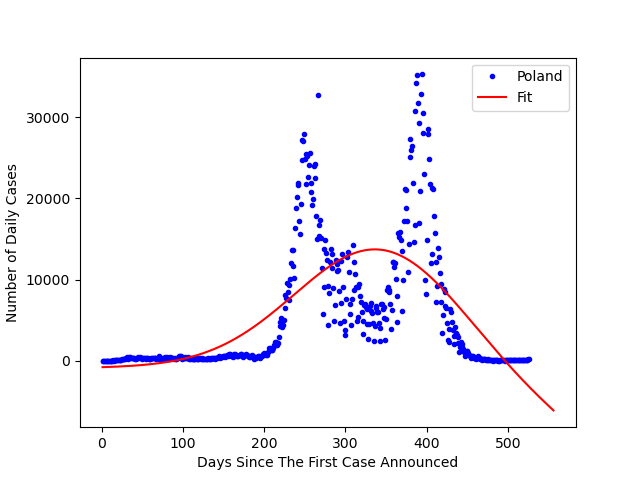 Poland
Fit
30000
20000
10000
0
Number of Daily Cases
0 100 200 300 400 500
Days Since The First Case Announced